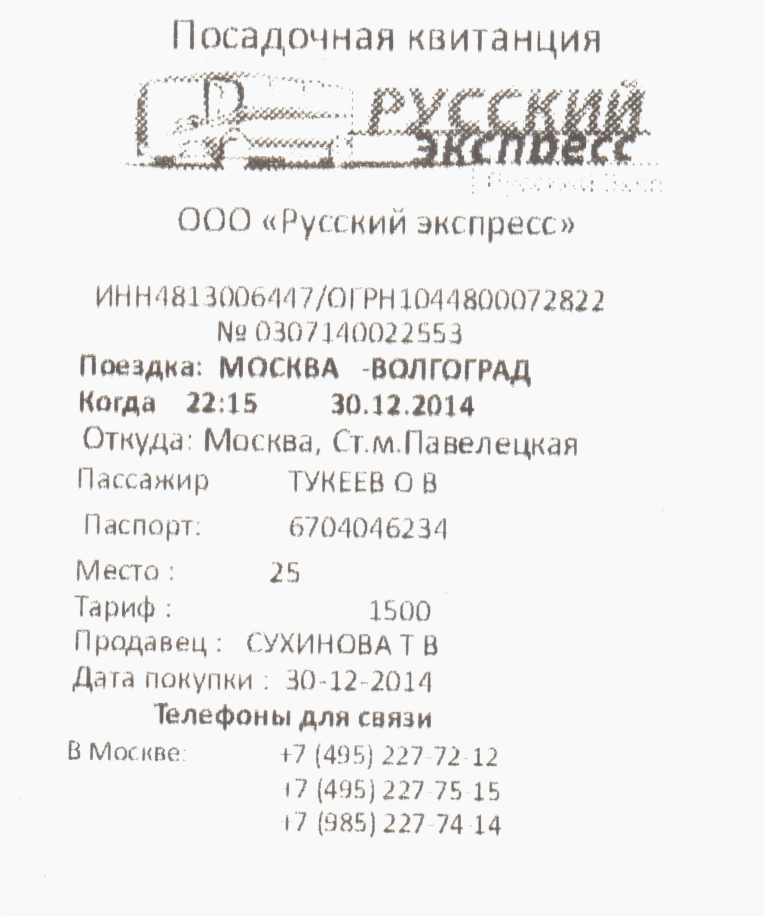 Посадочная квитанция
РУССКИЙ
экспресс
Русский Эксп
ООО «Русский экспресс»
ИНН4813006447/ОГРН1044800072822
№ 0307140022553
Поездка: МОСКВА -ВОЛГОГРАД
Когда 22:15 30.12.2014
Откуда: Москва, Ст.м.Павелецкая
Пассажир ТУКЕЕВ О В
Паспорт: 6704046234
Место : 25
Тариф : 1500
Продавец : СУХИНОВА Т В
Дата покупки : 30-12-2014
Телефоны для связи
В Москве: +7 (495) 227-72-12
+7 (495) 227-75-15
+7 (985) 227-74-14